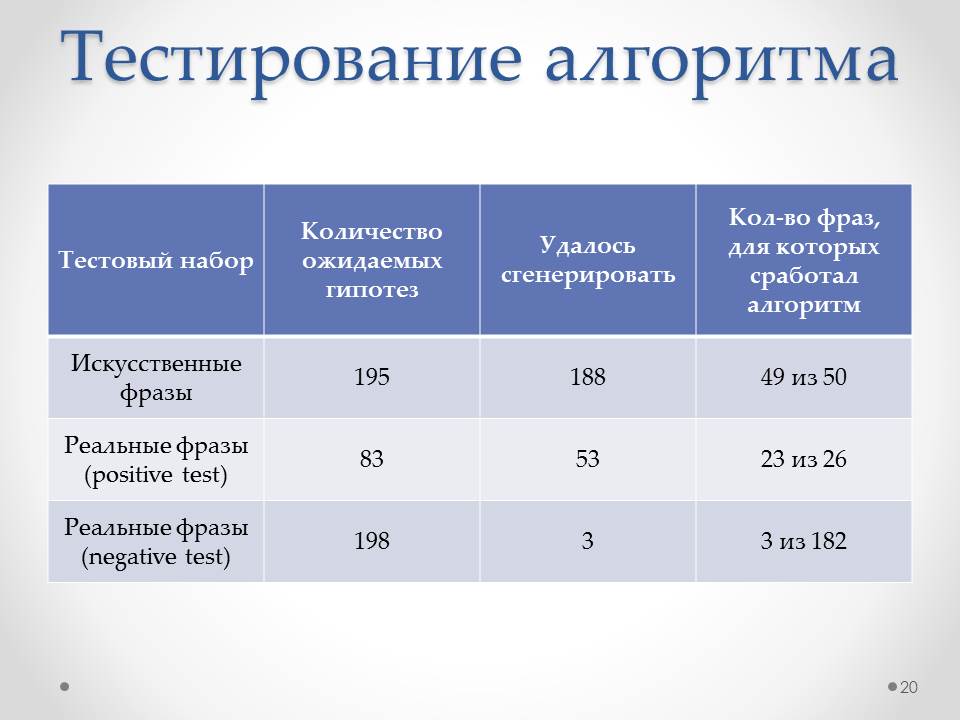 Тестирование алгоритма
Тестовый набор
Количество
ожидаемых
гипотез
Удалось
сгенерировать
Кол-во фраз,
для которых
сработал
алгоритм
Искусственные
фразы
195
188
49 из 50
Реальные фразы
(positive test)
83
53
23 из 26
Реальные фразы
(negative test)
198
3
3 из 182
20